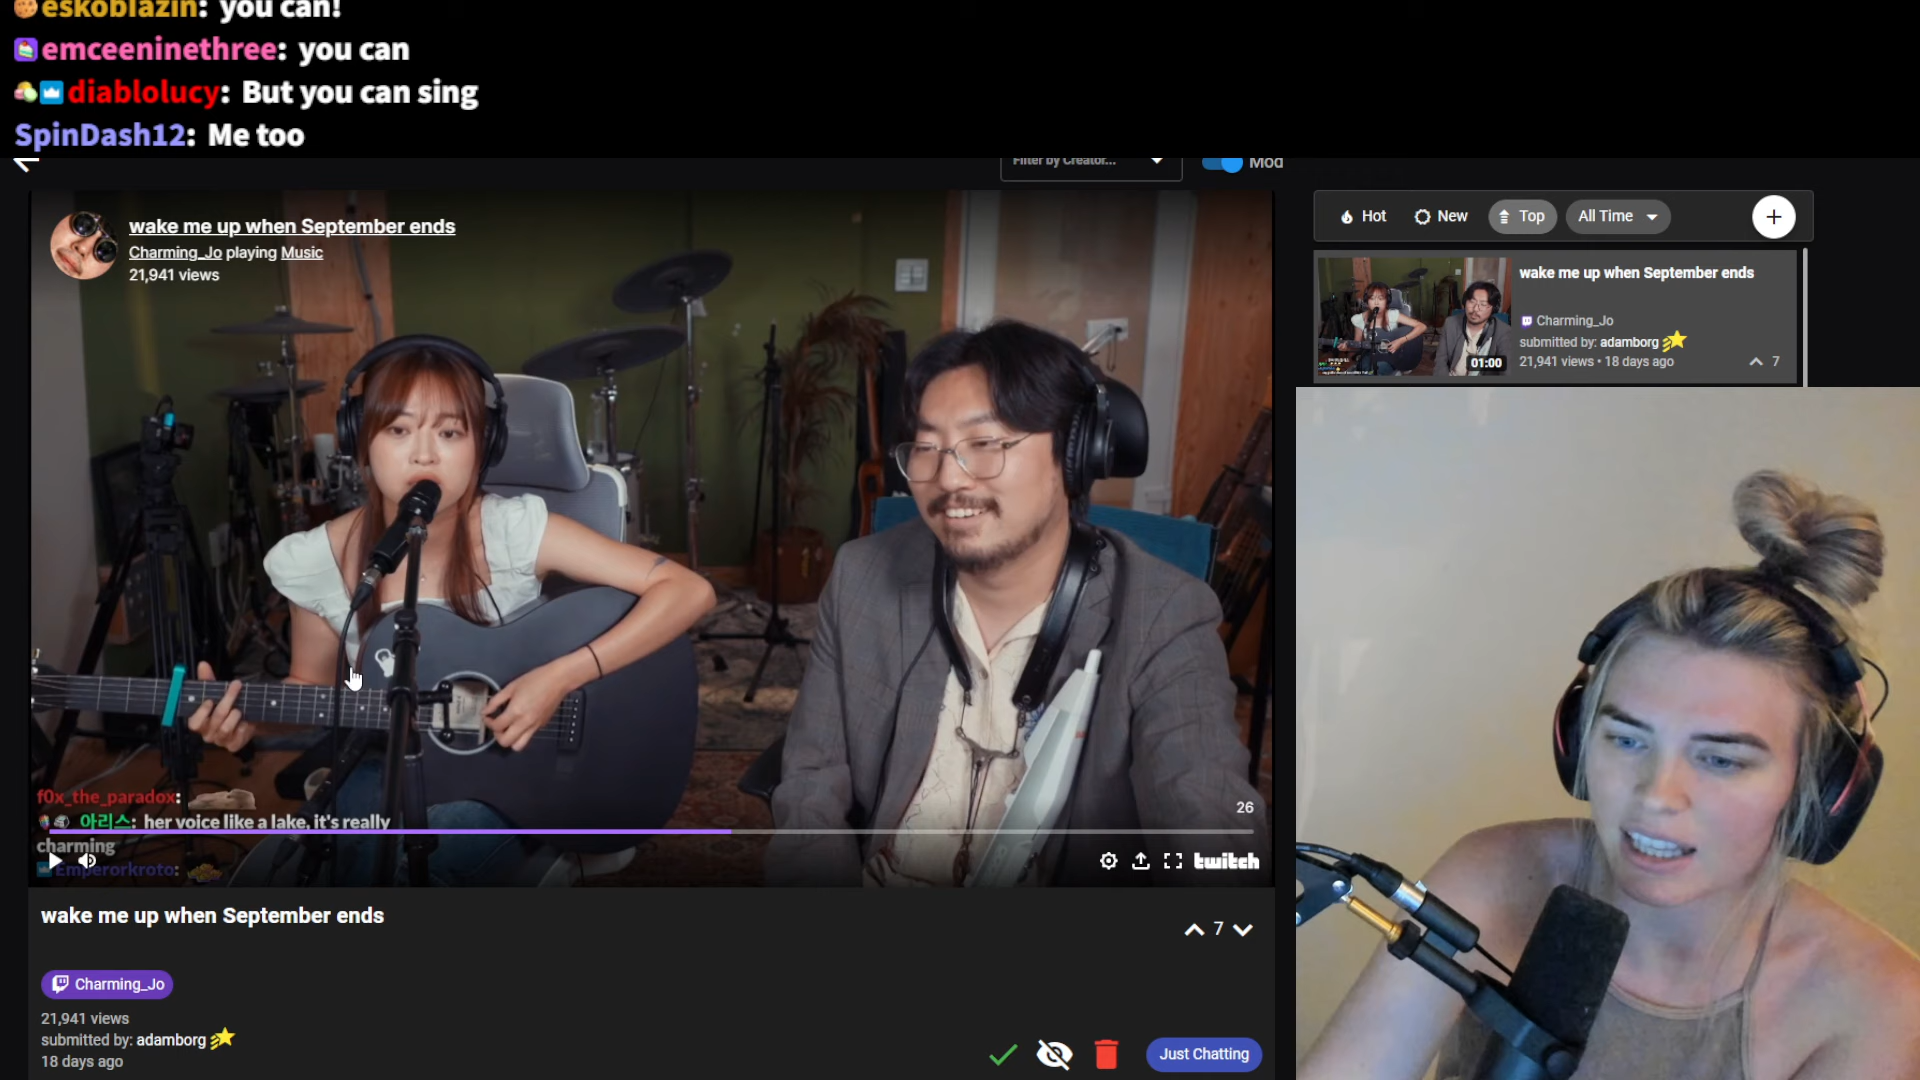 eskoblazin: you can!
emceeninethree: you can
diablolucy: But you can sing
SpinDash12: Me too
Filter by Creator...
Mod
wake me up when September ends
Charming_Jo playing Music
21,941 views
Hot
New
Top
All Time
+
wake me up when September ends
Charming_Jo
submitted by: adamborg
21,941 views • 18 days ago
7
01:00
f0x_the_paradox:
아리스: her voice like a lake, it's really
charming
Emperorkroto:
26
twitch
wake me up when September ends
7
Charming_Jo
21,941 views
submitted by: adamborg
18 days ago
Just Chatting